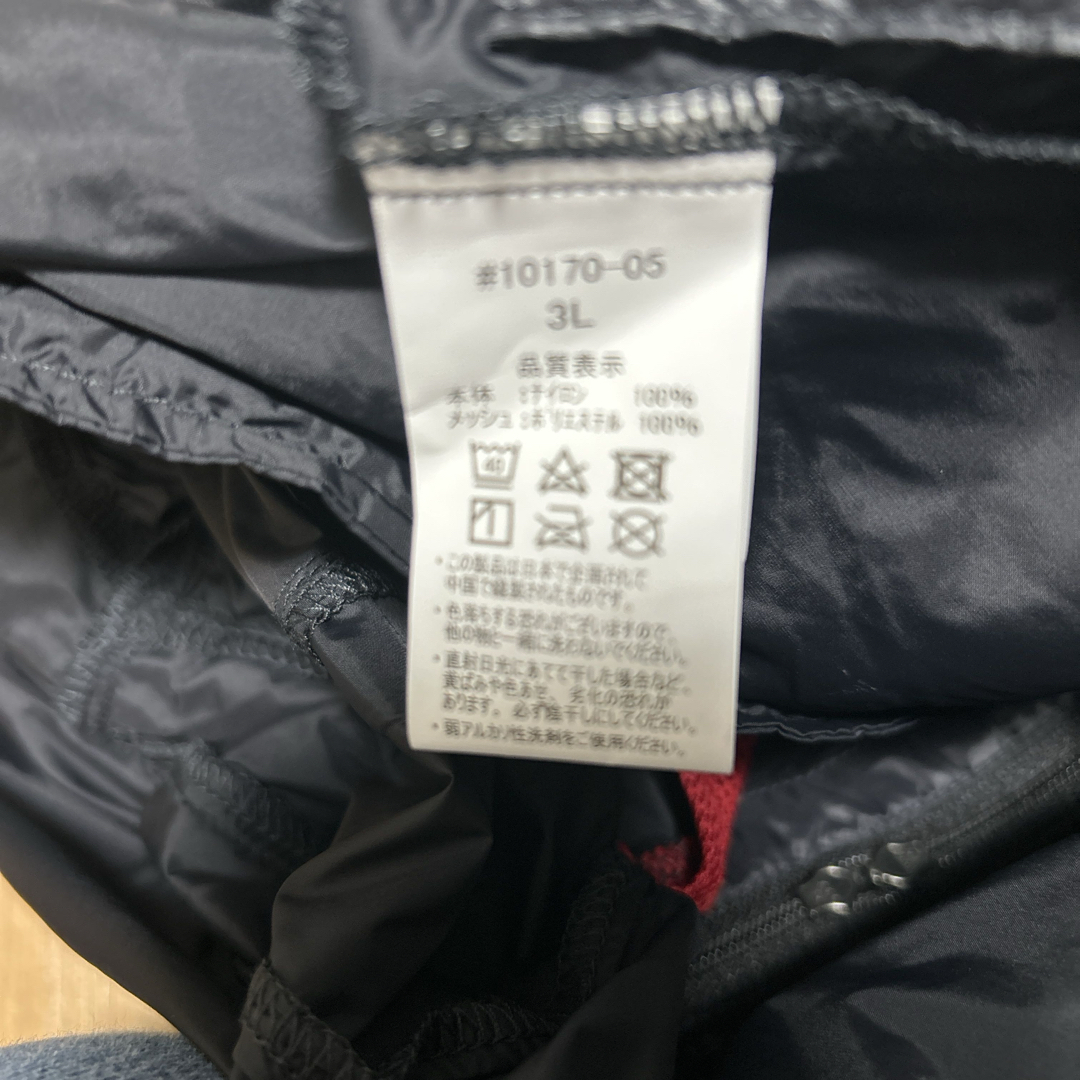 #10170-05
3L
品質表示
本体 :ナイロン 100%
メッシュ :ポリエステル 100%
40
・この製品は日本で企画されて
中国で縫製されたものです。
・色落ちする恐れがございますので、
他の物と一緒に洗わないでください。
・直射日光にあてて干した場合など、
黄ばみや色あせ、劣化の恐れが
あります。必ず陰干しにしてください。
・弱アルカリ性洗剤をご使用ください。